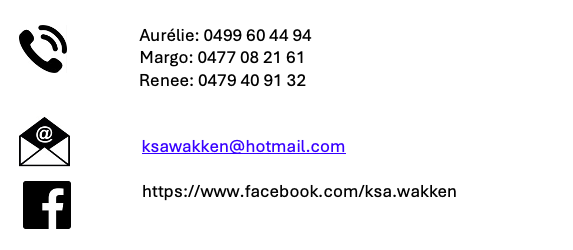 Aurélie: 0499 60 44 94
Margo: 0477 08 21 61
Renee: 0479 40 91 32
@
ksawakken@hotmail.com
f
https://www.facebook.com/ksa.wakken